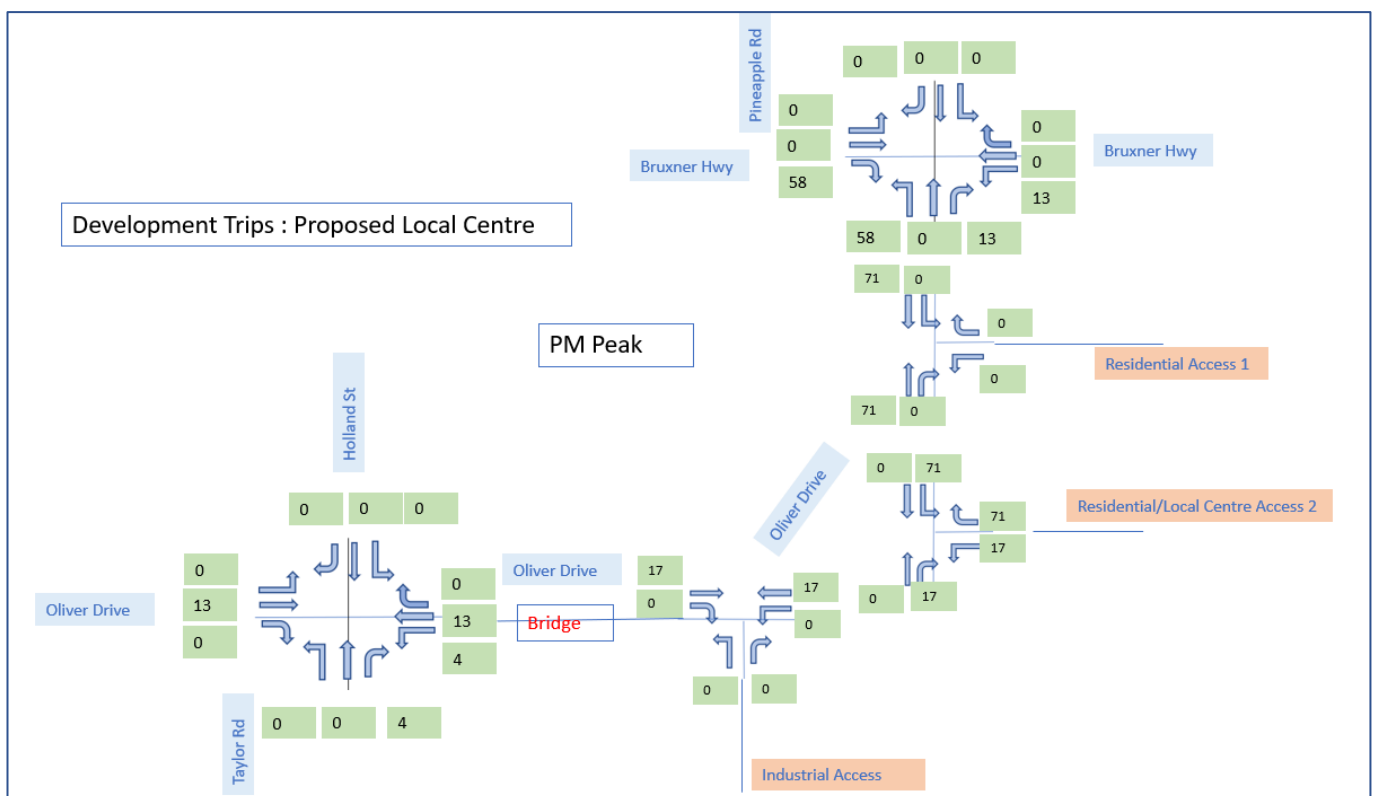 Pineapple Rd
0 0 0
0
0
58
Bruxner Hwy
0
0
13
Bruxner Hwy
58 0 13
Development Trips : Proposed Local Centre
71 0
0
0
Residential Access 1
71 0
PM Peak
Holland St
Oliver Drive
0 71
71
17
Residential/Local Centre Access 2
0 17
0 0 0
0
13
0
Oliver Drive
0
13
4
Oliver Drive
Bridge
17
0
17
0
0 0
Taylor Rd
0 0 4
Industrial Access